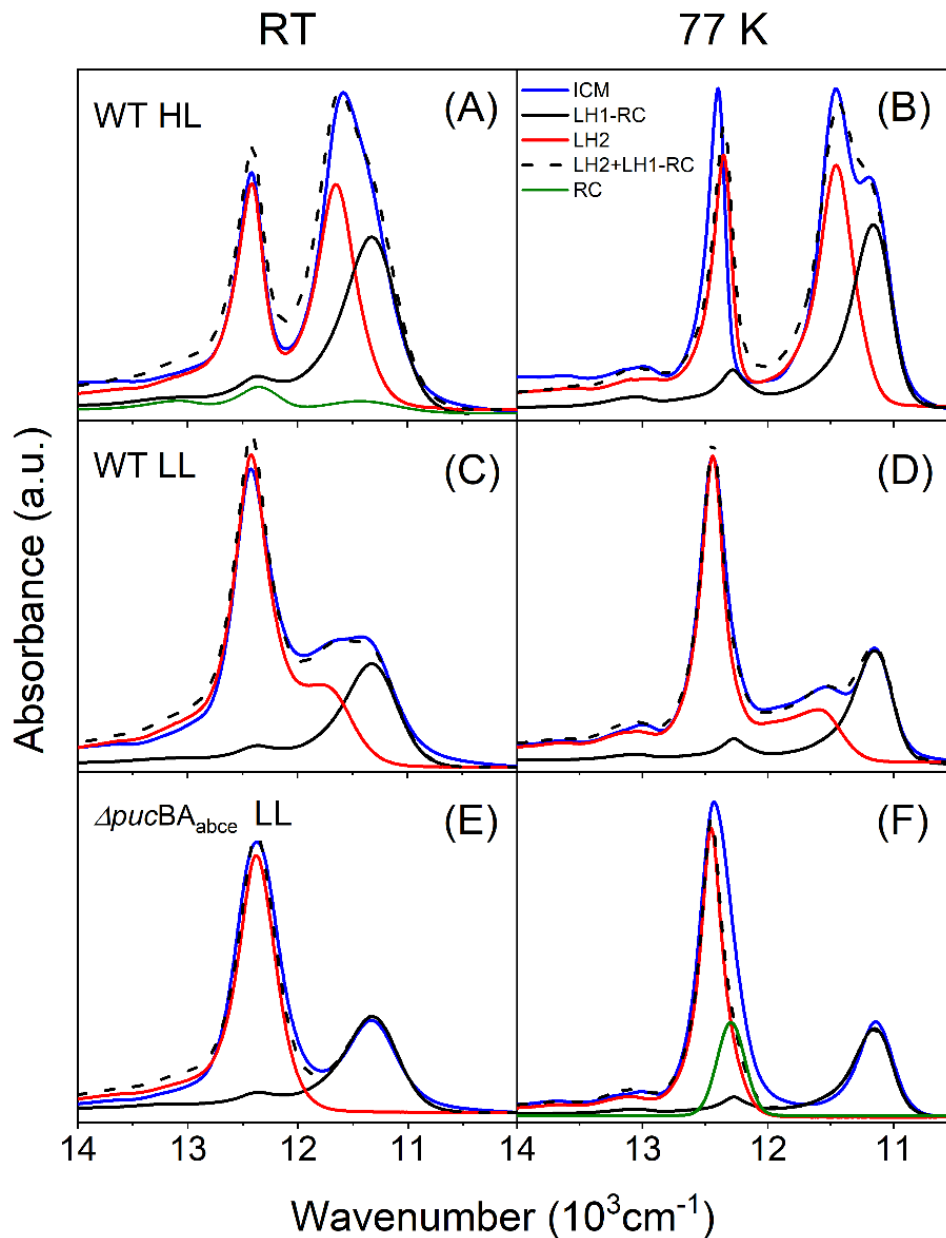 RT
77 K
WT HL
(A)
(B)
ICM
LH1-RC
LH2
LH2+LH1-RC
RC
WT LL
(C)
(D)
ΔpucBAabce LL
(E)
(F)
Absorbance (a.u.)
14 13 12 11 14 13 12 11
Wavenumber (10³cm⁻¹)